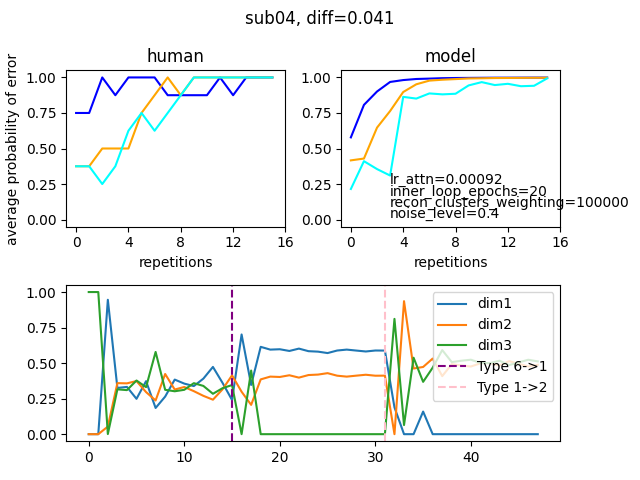 sub04, diff=0.041
human
model
average probability of error
1.00
0.75
0.50
0.25
0.00
0
4
8
12
16
repetitions
1.00
0.75
0.50
0.25
0.00
lr_attn=0.00092
inner_loop_epochs=20
recon_clusters_weighting=100000
noise_level=0.4
0
4
8
12
16
repetitions
1.00
0.75
0.50
0.25
0.00
0
10
20
30
40
dim1
dim2
dim3
Type 6->1
Type 1->2